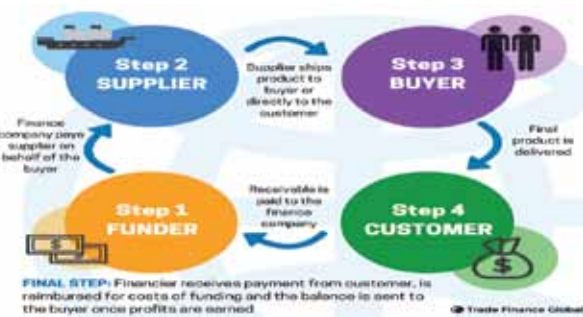 Step 2
SUPPLIER
Supplier ships
product to
buyer or
directly to the
customer
Step 3
BUYER
Finance
company pays
supplier on
behalf of the
buyer
Final
product is
delivered
Step 1
FUNDER
Receivable is
paid to the
finance
company
Step 4
CUSTOMER
$
$
FINAL STEP: Financier receives payment from customer, is
reimbursed for costs of funding and the balance is sent to
the buyer once profits are earned
Trade Finance Global